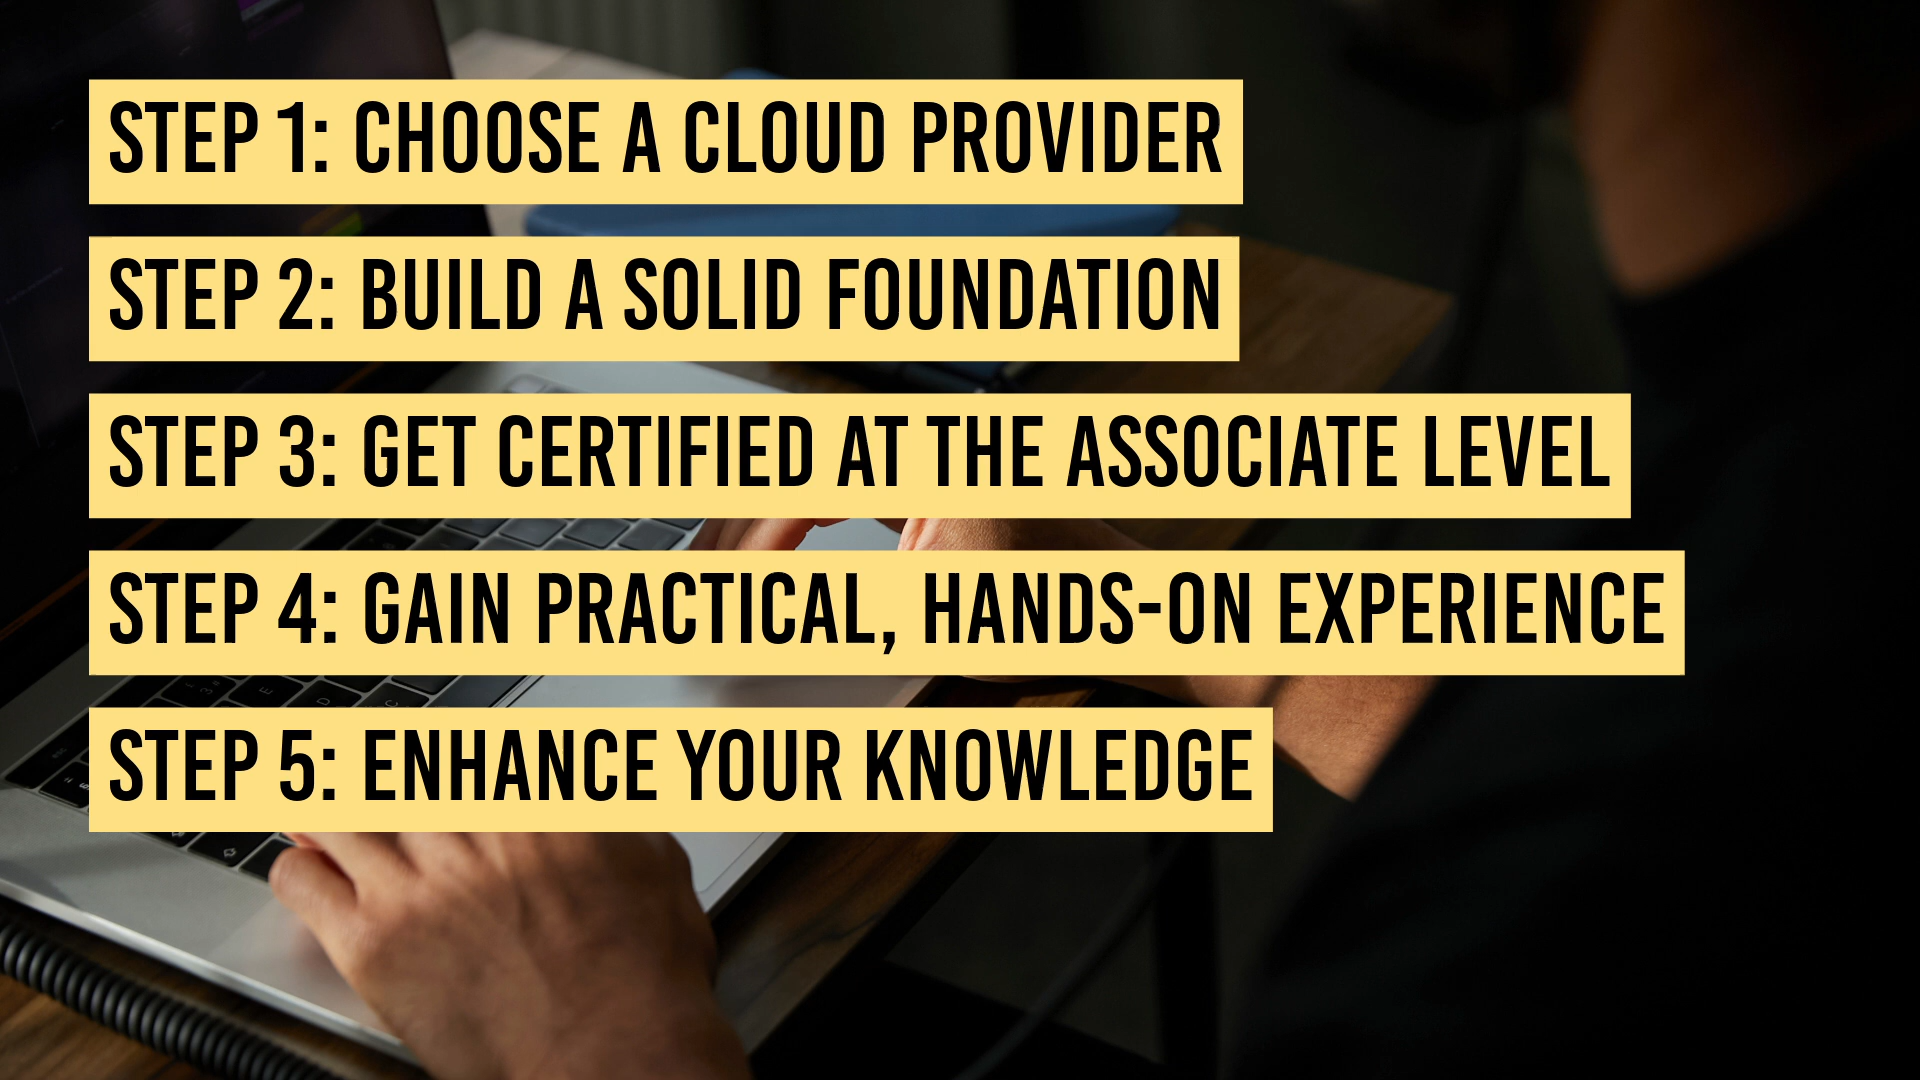 STEP 1: CHOOSE A CLOUD PROVIDER
STEP 2: BUILD A SOLID FOUNDATION
STEP 3: GET CERTIFIED AT THE ASSOCIATE LEVEL
STEP 4: GAIN PRACTICAL, HANDS-ON EXPERIENCE
STEP 5: ENHANCE YOUR KNOWLEDGE